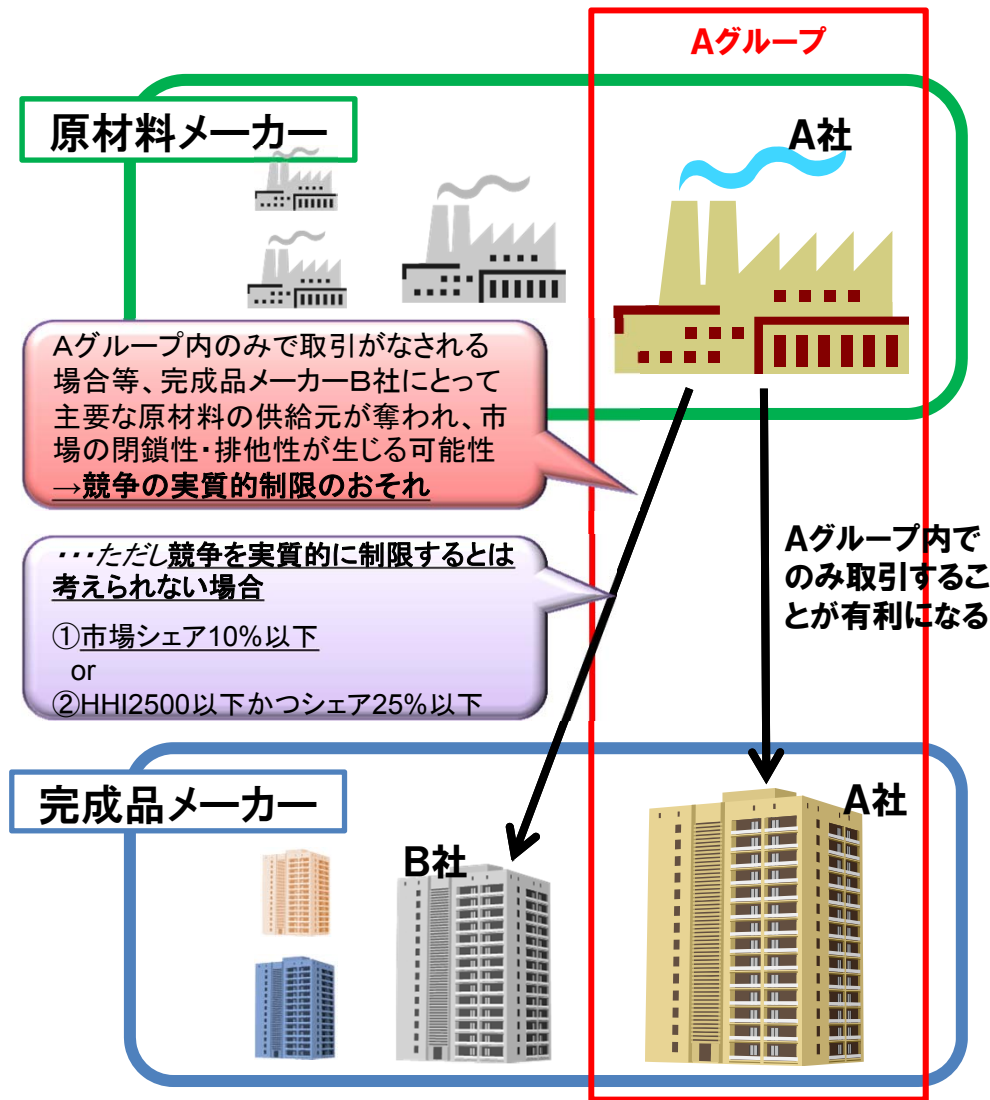 Aグループ
原材料メーカー
A社
Aグループ内のみで取引がなされる
場合等、完成品メーカーB社にとって
主要な原材料の供給元が奪われ、市
場の閉鎖性・排他性が生じる可能性
→競争の実質的制限のおそれ
・・・ただし競争を実質的に制限するとは
考えられない場合
①市場シェア10%以下
or
②HHI2500以下かつシェア25%以下
Aグループ内で
のみ取引するこ
とが有利になる
完成品メーカー
A社
B社